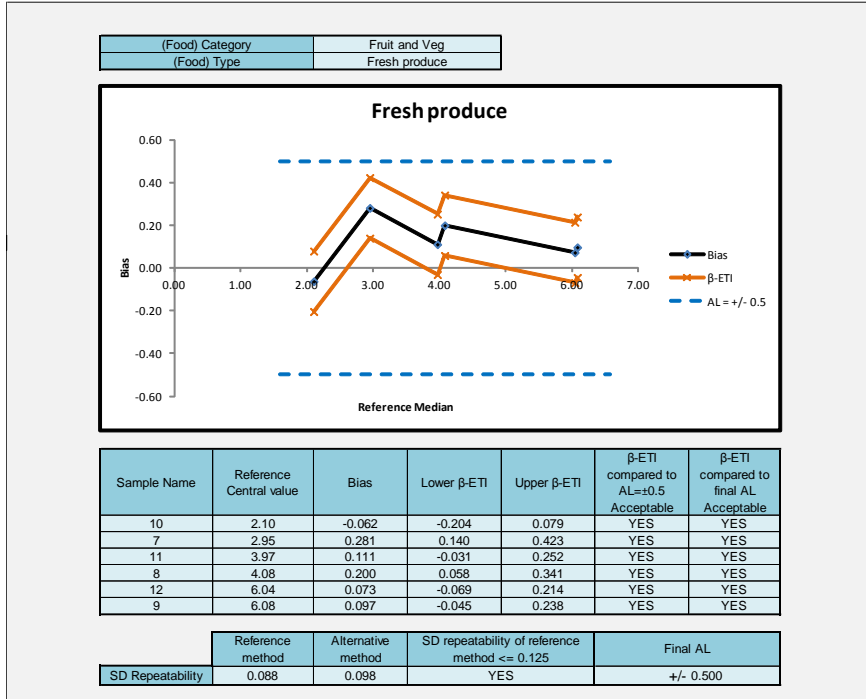 (Food) Category Fruit and Veg
(Food) Type Fresh produce
Fresh produce
0.60
0.40
0.20
0.00
-0.20
-0.40
-0.60
0.00 1.00 2.00 3.00 4.00 5.00 6.00 7.00
Bias
Reference Median
Bias
β-ETI
AL = +/- 0.5
Sample Name Reference Central value Bias Lower β-ETI Upper β-ETI β-ETI compared to AL=±0.5 Acceptable β-ETI compared to final AL Acceptable
10 2.10 -0.062 -0.204 0.079 YES YES
7 2.95 0.281 0.140 0.423 YES YES
11 3.97 0.111 -0.031 0.252 YES YES
8 4.08 0.200 0.058 0.341 YES YES
12 6.04 0.073 -0.069 0.214 YES YES
9 6.08 0.097 -0.045 0.238 YES YES
Reference method Alternative method SD repeatability of reference method <= 0.125 Final AL
SD Repeatability 0.088 0.098 YES +/- 0.500